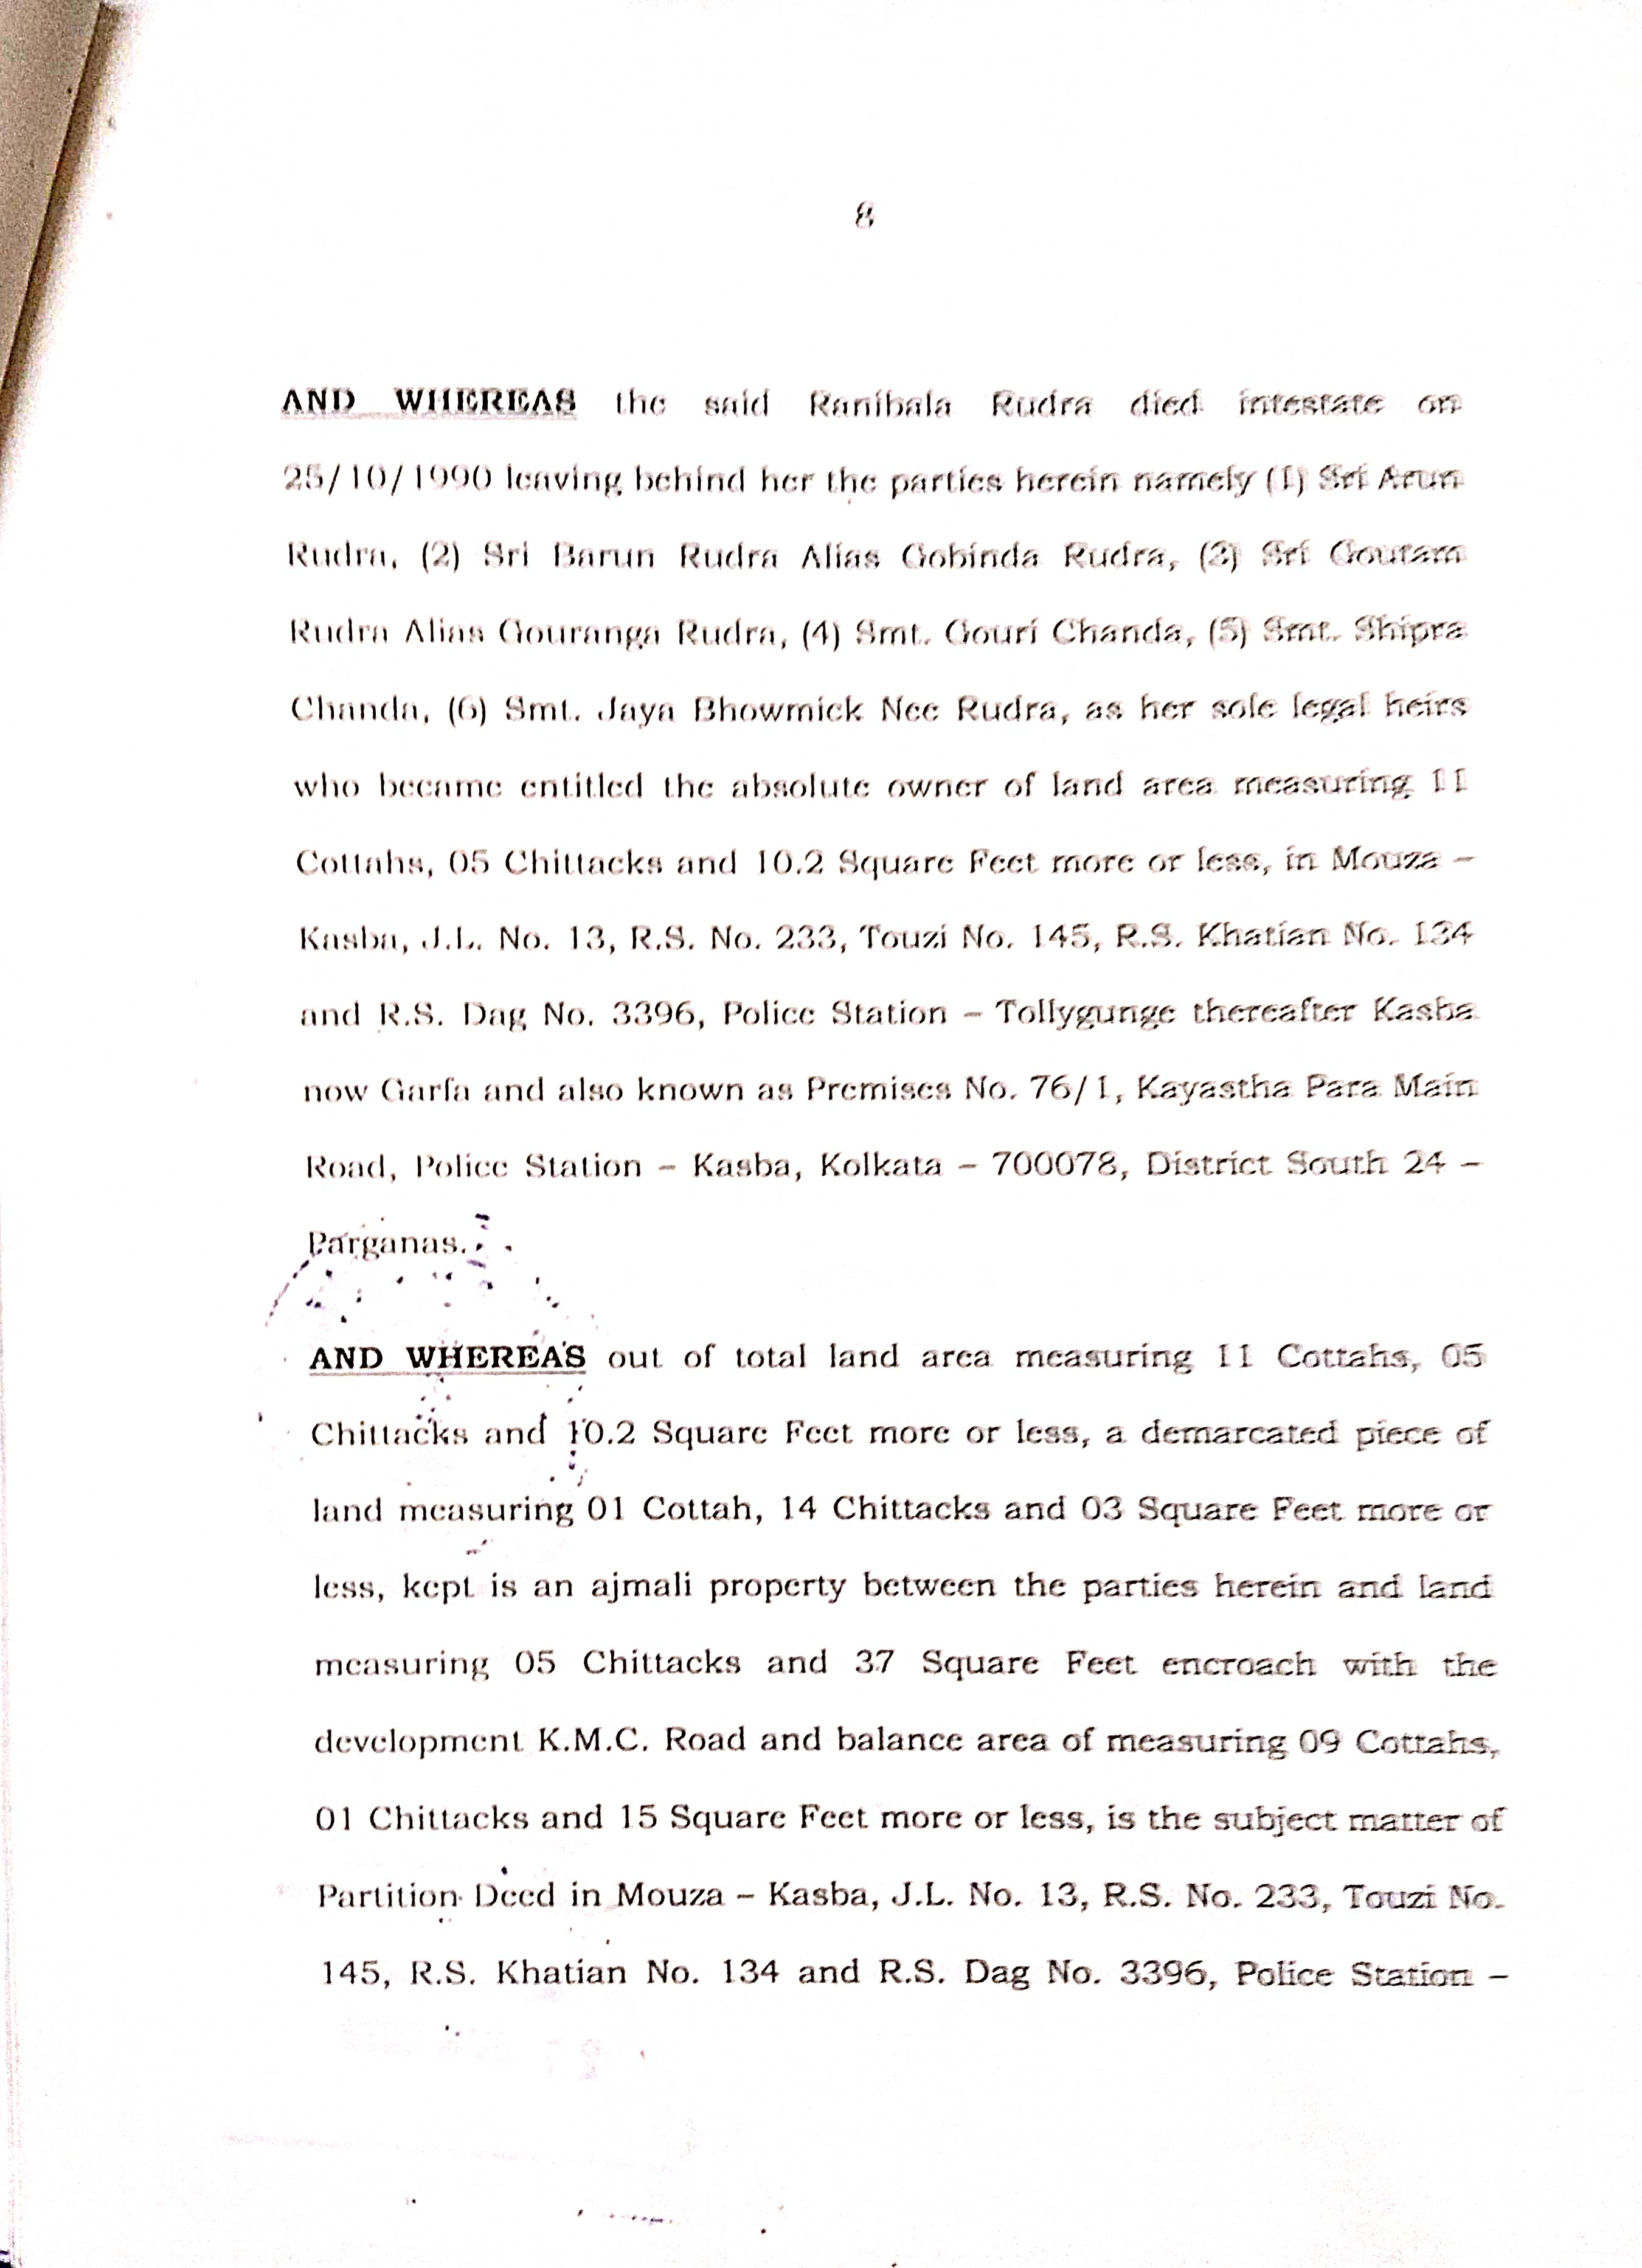 8
AND WHEREAS the said Ranibala Rudra died intestate on
25/10/1990 leaving behind her the parties herein namely (1) Sri Arun
Rudra, (2) Sri Barun Rudra Alias Gobinda Rudra, (3) Sri Goutam
Rudra Alias Gouranga Rudra, (4) Smt. Gouri Chanda, (5) Smt. Shipra
Chanda, (6) Smt. Jaya Bhowmick Nee Rudra, as her sole legal heirs
who became entitled the absolute owner of land area measuring 11
Cottahs, 05 Chittacks and 10.2 Square Feet more or less, in Mouza –
Kasba, J.L. No. 13, R.S. No. 233, Touzi No. 145, R.S. Khatian No. 134
and R.S. Dag No. 3396, Police Station – Tollygunge thereafter Kasba
now Garfa and also known as Premises No. 76/1, Kayastha Para Main
Road, Police Station – Kasba, Kolkata – 700078, District South 24 –
Parganas.
AND WHEREAS out of total land area measuring 11 Cottahs, 05
Chittacks and 10.2 Square Feet more or less, a demarcated piece of
land measuring 01 Cottah, 14 Chittacks and 03 Square Feet more or
less, kept is an ajmali property between the parties herein and land
measuring 05 Chittacks and 37 Square Feet encroach with the
development K.M.C. Road and balance area of measuring 09 Cottahs,
01 Chittacks and 15 Square Feet more or less, is the subject matter of
Partition Deed in Mouza – Kasba, J.L. No. 13, R.S. No. 233, Touzi No.
145, R.S. Khatian No. 134 and R.S. Dag No. 3396, Police Station –